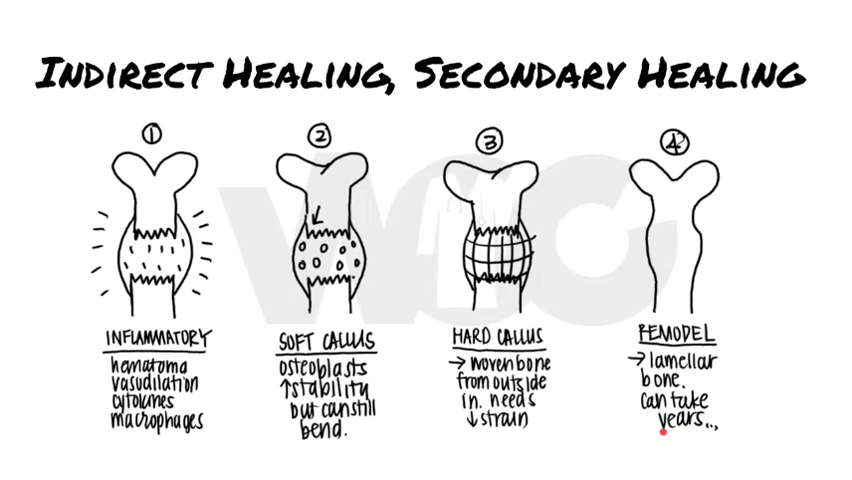 INDIRECT HEALING, SECONDARY HEALING
1
2
3
4
INFLAMMATORY
hematoma
vasudilation
cytokines
macrophages
SOFT CALLUS
osteoblasts
↑stability
but can still
bend.
HARD CALLUS
→ woven bone
from outside
in. needs
↓ strain
REMODEL
→ lamellar
bone.
can take
years...